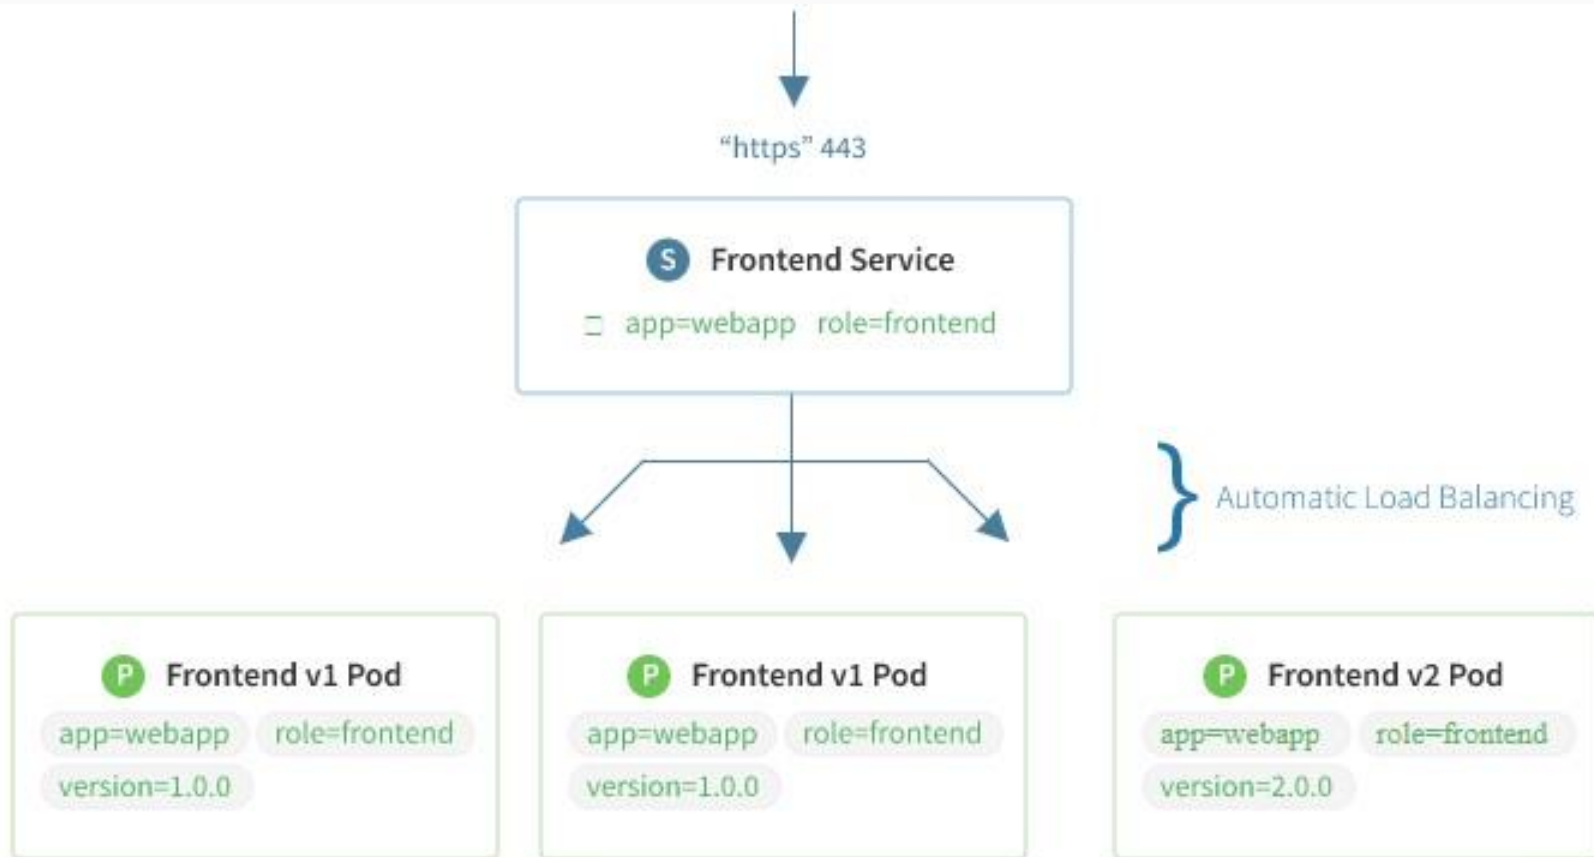 “https” 443
S Frontend Service
app=webapp role=frontend
Automatic Load Balancing
P Frontend v1 Pod
app=webapp role=frontend
version=1.0.0
P Frontend v1 Pod
app=webapp role=frontend
version=1.0.0
P Frontend v2 Pod
app=webapp role=frontend
version=2.0.0